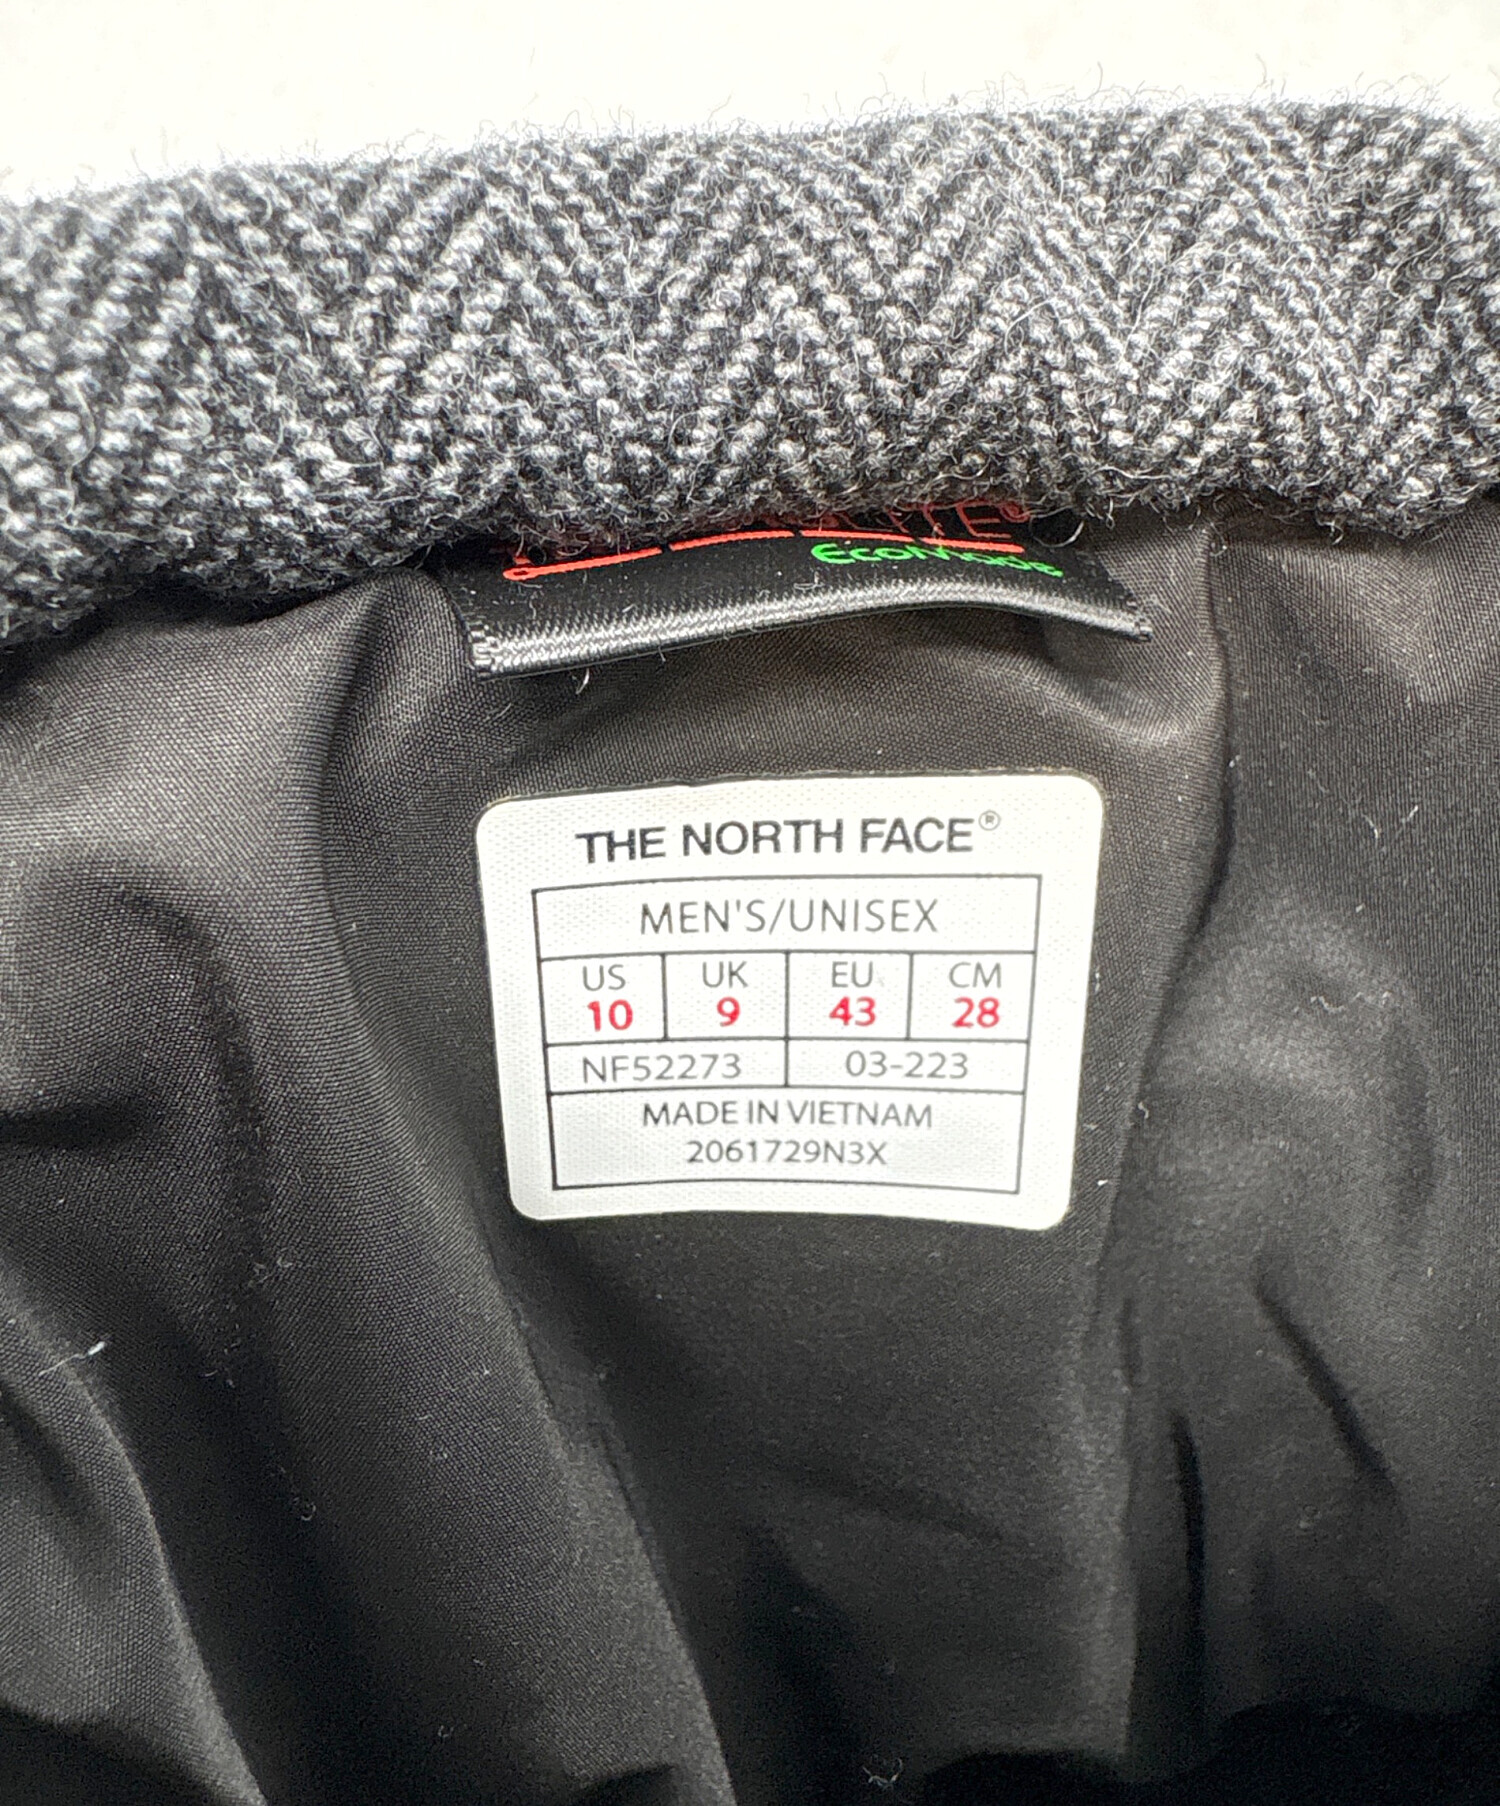 EcoMode
THE NORTH FACE®
MEN'S/UNISEX
US UK EU CM
10 9 43 28
NF52273 03-223
MADE IN VIETNAM
2061729N3X